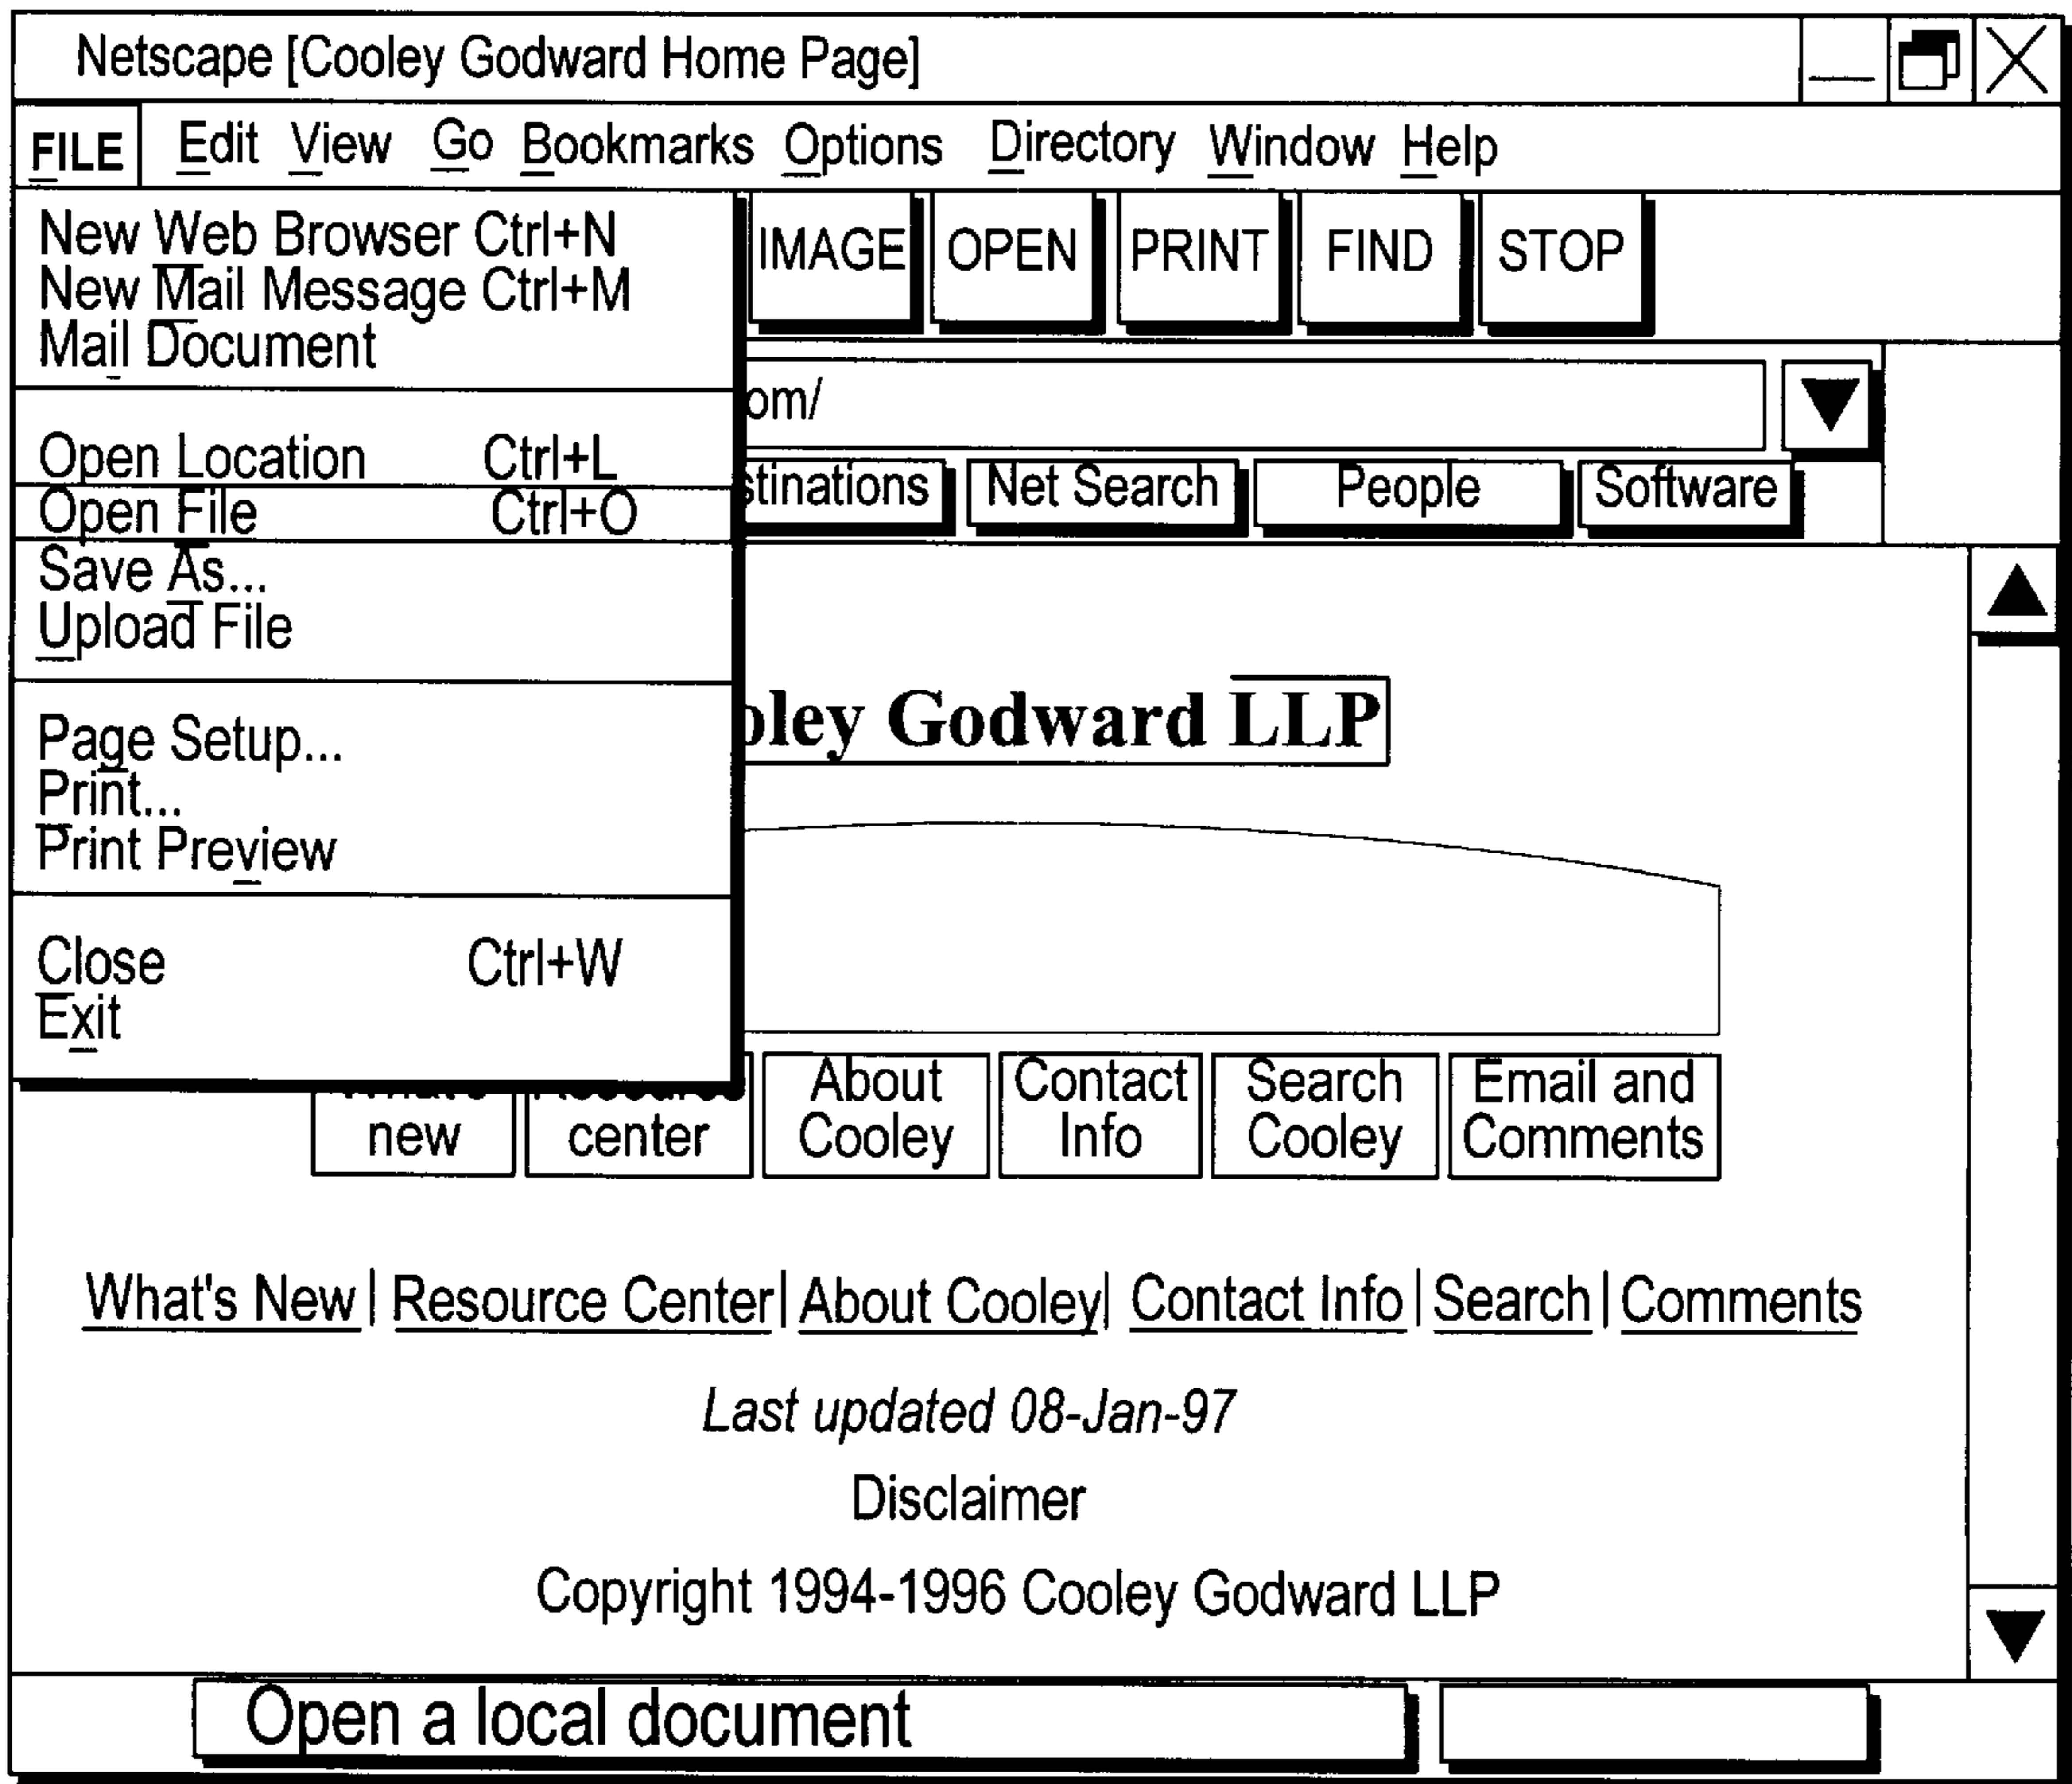 Netscape [Cooley Godward Home Page]
FILE Edit View Go Bookmarks Options Directory Window Help
New Web Browser Ctrl+N
New Mail Message Ctrl+M
Mail Document
Open Location Ctrl+L
Open File Ctrl+O
Save As...
Upload File
Page Setup...
Print...
Print Preview
Close Ctrl+W
Exit
IMAGE OPEN PRINT FIND STOP
om/
stinations Net Search People Software
oley Godward LLP
new center About Cooley Contact Info Search Cooley Email and Comments
What's New | Resource Center | About Cooley | Contact Info | Search | Comments
Last updated 08-Jan-97
Disclaimer
Copyright 1994-1996 Cooley Godward LLP
Open a local document